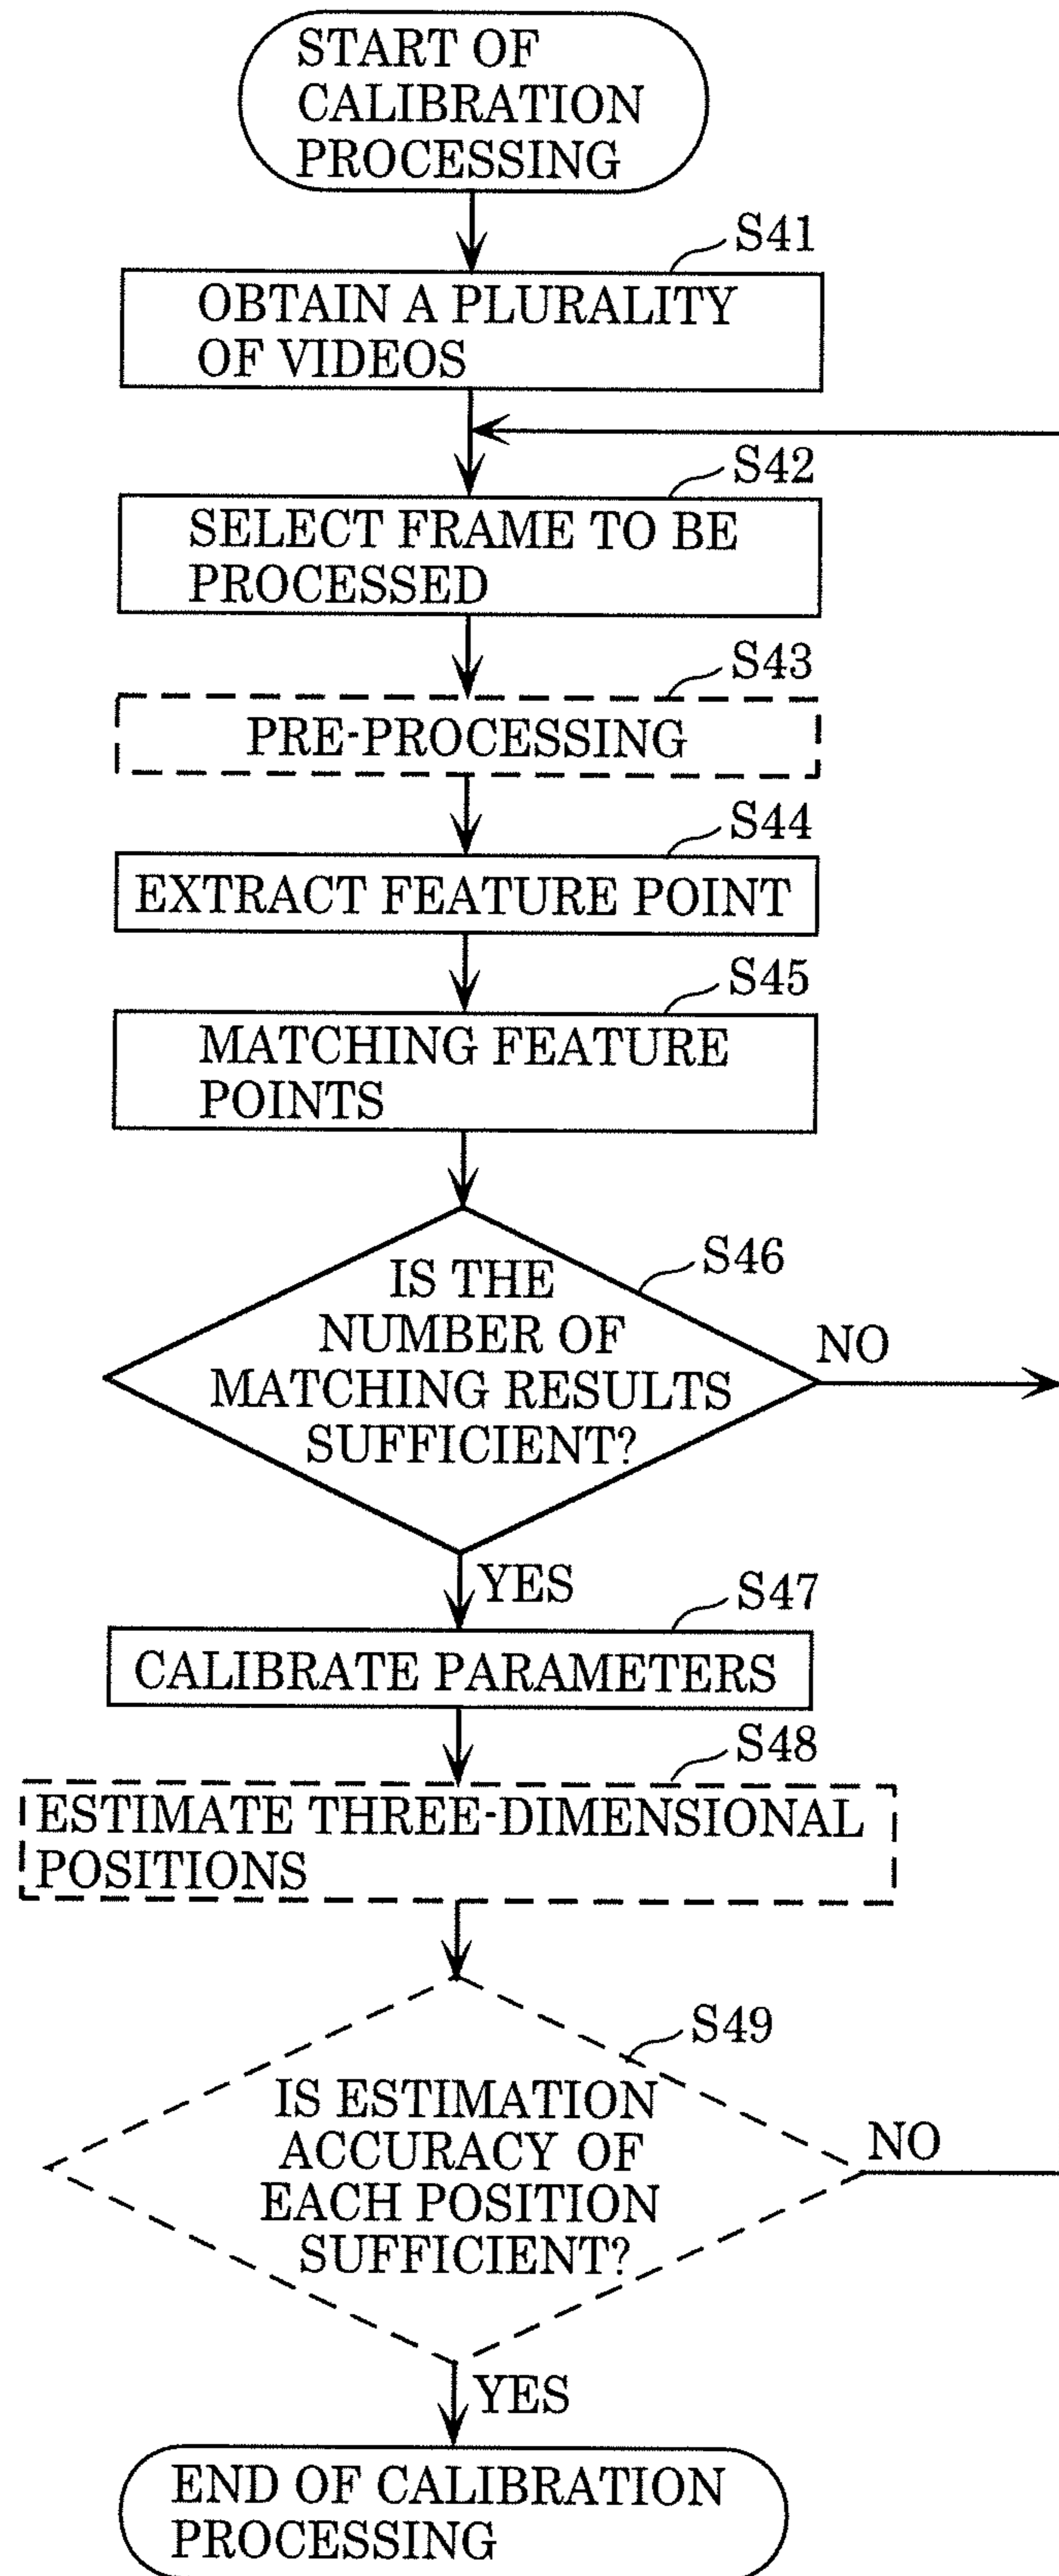 START OF
CALIBRATION
PROCESSING
S41
OBTAIN A PLURALITY
OF VIDEOS
S42
SELECT FRAME TO BE
PROCESSED
S43
PRE-PROCESSING
S44
EXTRACT FEATURE POINT
S45
MATCHING FEATURE
POINTS
S46
IS THE
NUMBER OF
MATCHING RESULTS
SUFFICIENT?
NO
YES
S47
CALIBRATE PARAMETERS
S48
ESTIMATE THREE-DIMENSIONAL
POSITIONS
S49
IS ESTIMATION
ACCURACY OF
EACH POSITION
SUFFICIENT?
NO
YES
END OF CALIBRATION
PROCESSING